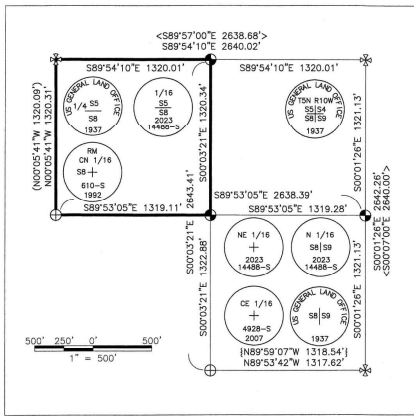 <S89°57'00"E 2638.68'>
S89°54'10"E 2640.02'
S89°54'10"E 1320.01'
S89°54'10"E 1320.01'
(N00°05'41"W 1320.09')
N00°05'41"W 1320.31'
US GENERAL LAND OFFICE
1/4 S5
S8
1937
1/16
S5
S8
2023
14488-S
S00°03'21"E 1320.34'
US GENERAL LAND OFFICE
T5N R10W
S5 S4
S8 S9
1937
S00°01'26"E 1321.13'
RM
CN 1/16
S8
610-S
1992
S00°03'21"E 2643.41'
S89°53'05"E 2638.39'
S89°53'05"E 1319.11'
S89°53'05"E 1319.28'
S00°01'26"E 2642.26'
<S00°07'00"E 2640.00'>
S00°03'21"E 1322.88'
NE 1/16
2023
14488-S
N 1/16
S8 S9
2023
14488-S
S00°01'26"E 1321.13'
CE 1/16
4928-S
2007
US GENERAL LAND OFFICE
S8 S9
1937
{N89°59'07"W 1318.54'}
N89°53'42"W 1317.62'
500' 250' 0' 500'
1" = 500'